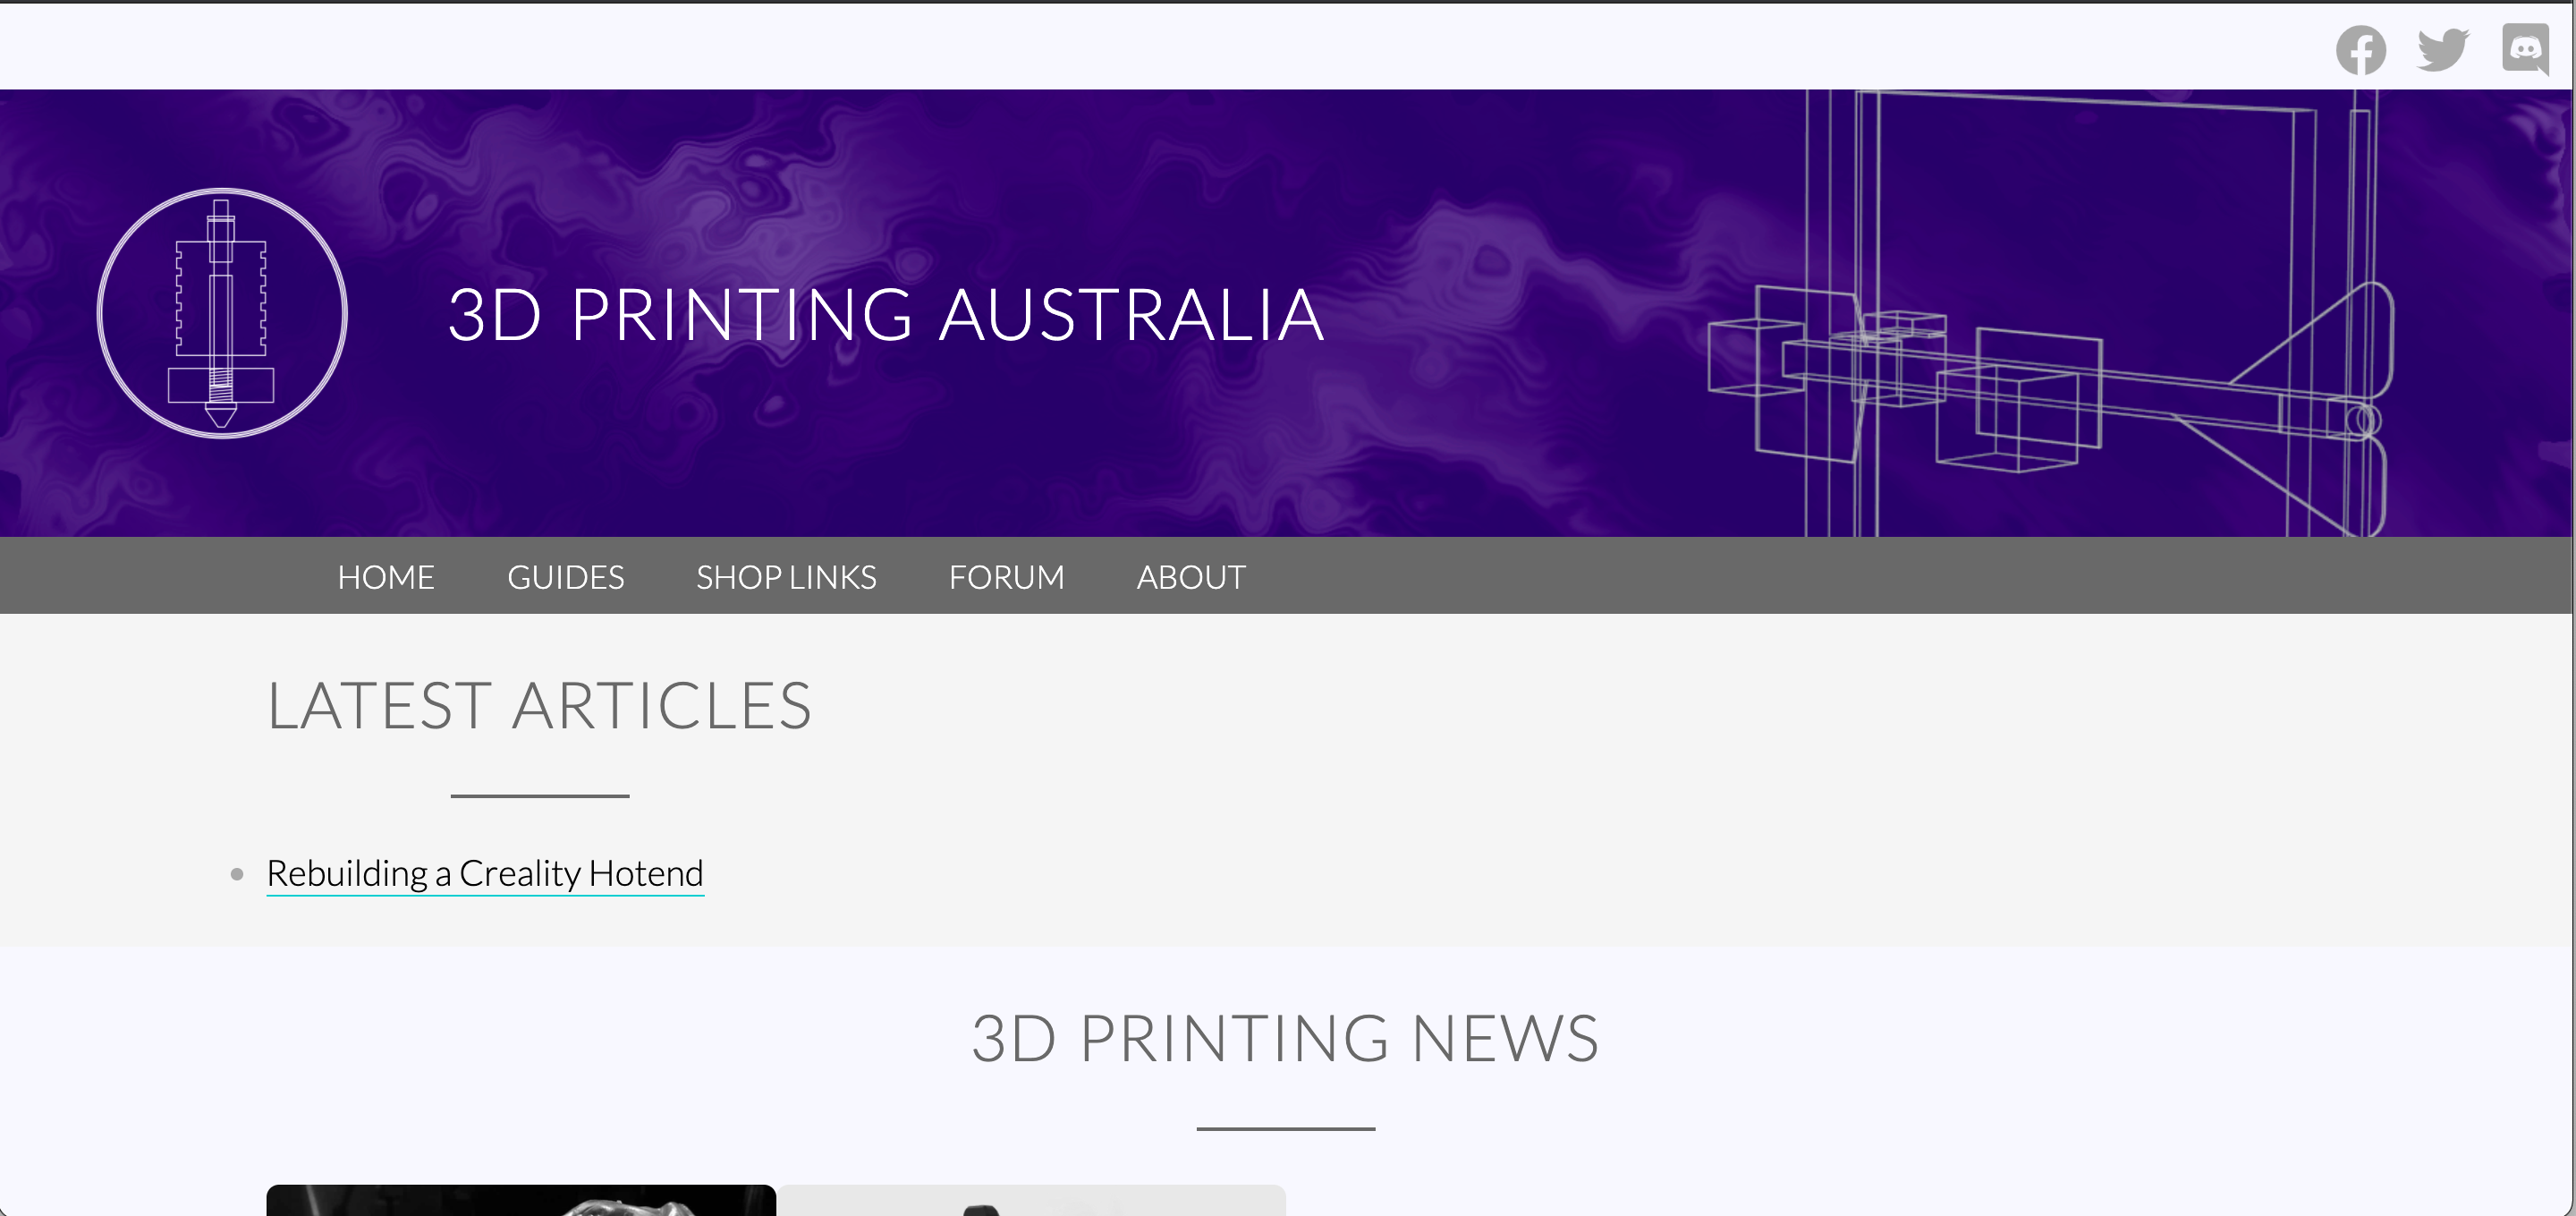 3D PRINTING AUSTRALIA
HOME GUIDES SHOP LINKS FORUM ABOUT
LATEST ARTICLES
Rebuilding a Creality Hotend
3D PRINTING NEWS